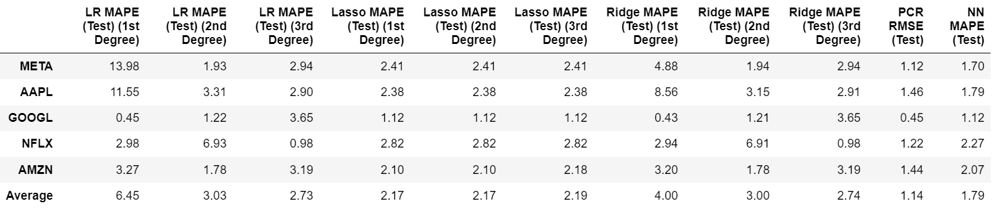 LR MAPE (Test) (1st Degree) LR MAPE (Test) (2nd Degree) LR MAPE (Test) (3rd Degree) Lasso MAPE (Test) (1st Degree) Lasso MAPE (Test) (2nd Degree) Lasso MAPE (Test) (3rd Degree) Ridge MAPE (Test) (1st Degree) Ridge MAPE (Test) (2nd Degree) Ridge MAPE (Test) (3rd Degree) PCR RMSE (Test) NN MAPE (Test)
META 13.98 1.93 2.94 2.41 2.41 2.41 4.88 1.94 2.94 1.12 1.70
AAPL 11.55 3.31 2.90 2.38 2.38 2.38 8.56 3.15 2.91 1.46 1.79
GOOGL 0.45 1.22 3.65 1.12 1.12 1.12 0.43 1.21 3.65 0.45 1.12
NFLX 2.98 6.93 0.98 2.82 2.82 2.82 2.94 6.91 0.98 1.22 2.27
AMZN 3.27 1.78 3.19 2.10 2.10 2.18 3.20 1.78 3.19 1.44 2.07
Average 6.45 3.03 2.73 2.17 2.17 2.19 4.00 3.00 2.74 1.14 1.79